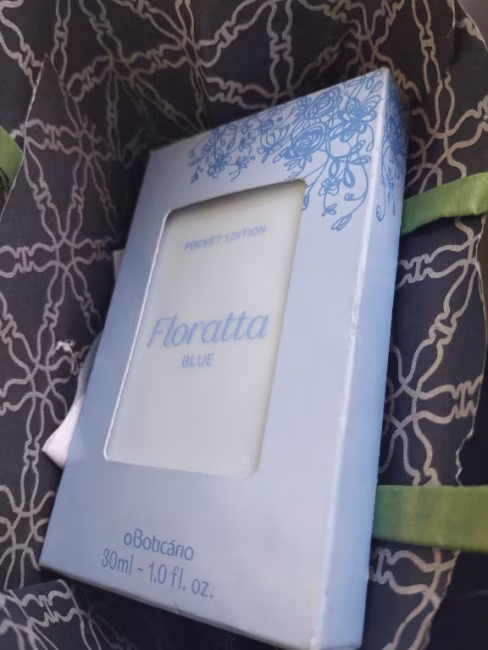 POCKET EDITION
Floratta
BLUE
oBoticário
30ml - 1.0 fl. oz.